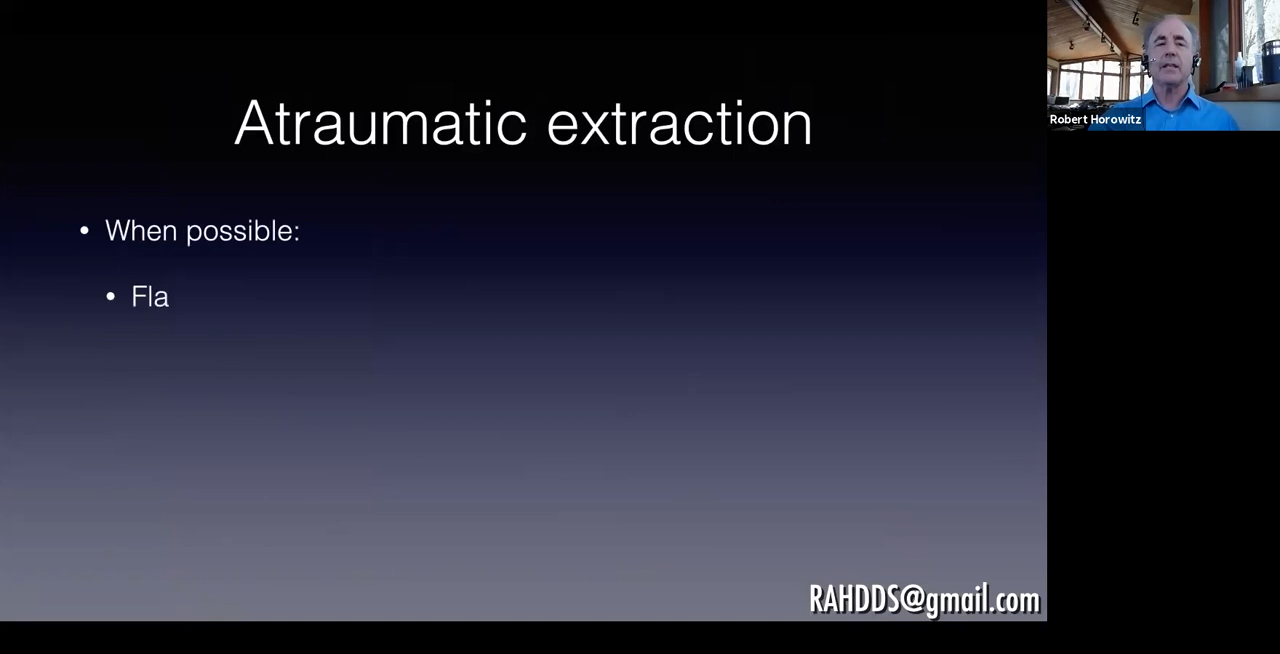 Atraumatic extraction
• When possible:
• Fla
RAHDDS@gmail.com
Robert Horowitz